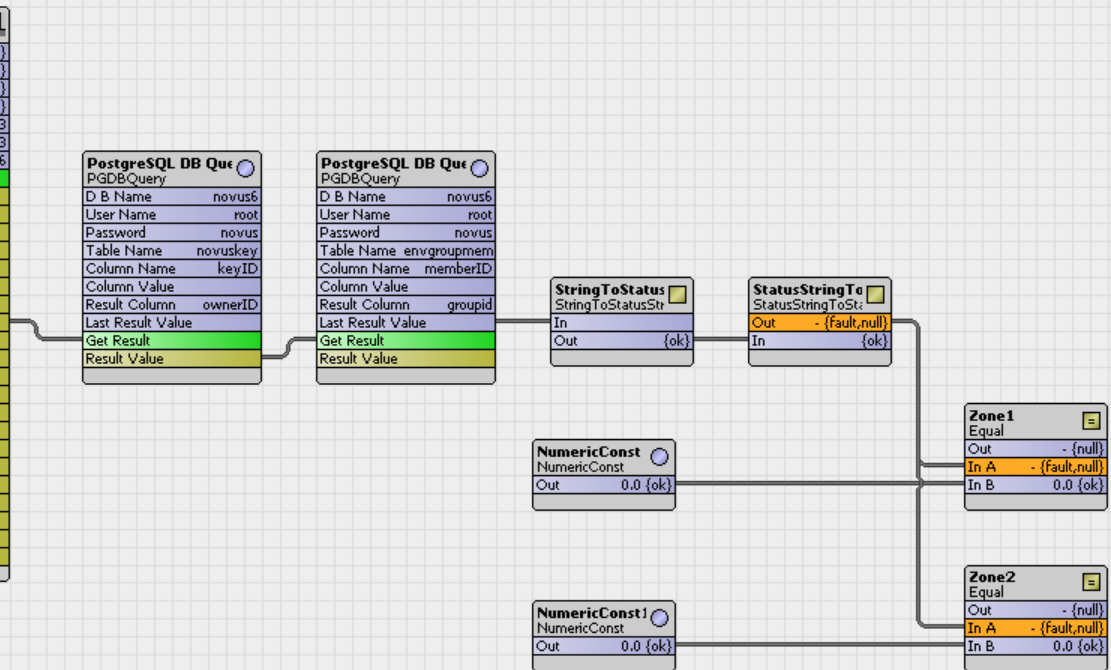 }
}
}
}
3
3
6
PostgreSQL DB Que
PGDBQuery
D B Name novus6
User Name root
Password novus
Table Name novuskey
Column Name keyID
Column Value
Result Column ownerID
Last Result Value
Get Result
Result Value
PostgreSQL DB Que
PGDBQuery
D B Name novus6
User Name root
Password novus
Table Name envgroupmem
Column Name memberID
Column Value
Result Column groupid
Last Result Value
Get Result
Result Value
StringToStatus
StringToStatusStr
In
Out {ok}
StatusStringTo
StatusStringToSta
Out - {fault,null}
In {ok}
Zone1
Equal
Out - {null}
In A - {fault,null}
In B 0.0 {ok}
NumericConst
NumericConst
Out 0.0 {ok}
Zone2
Equal
Out - {null}
In A - {fault,null}
In B 0.0 {ok}
NumericConst1
NumericConst
Out 0.0 {ok}